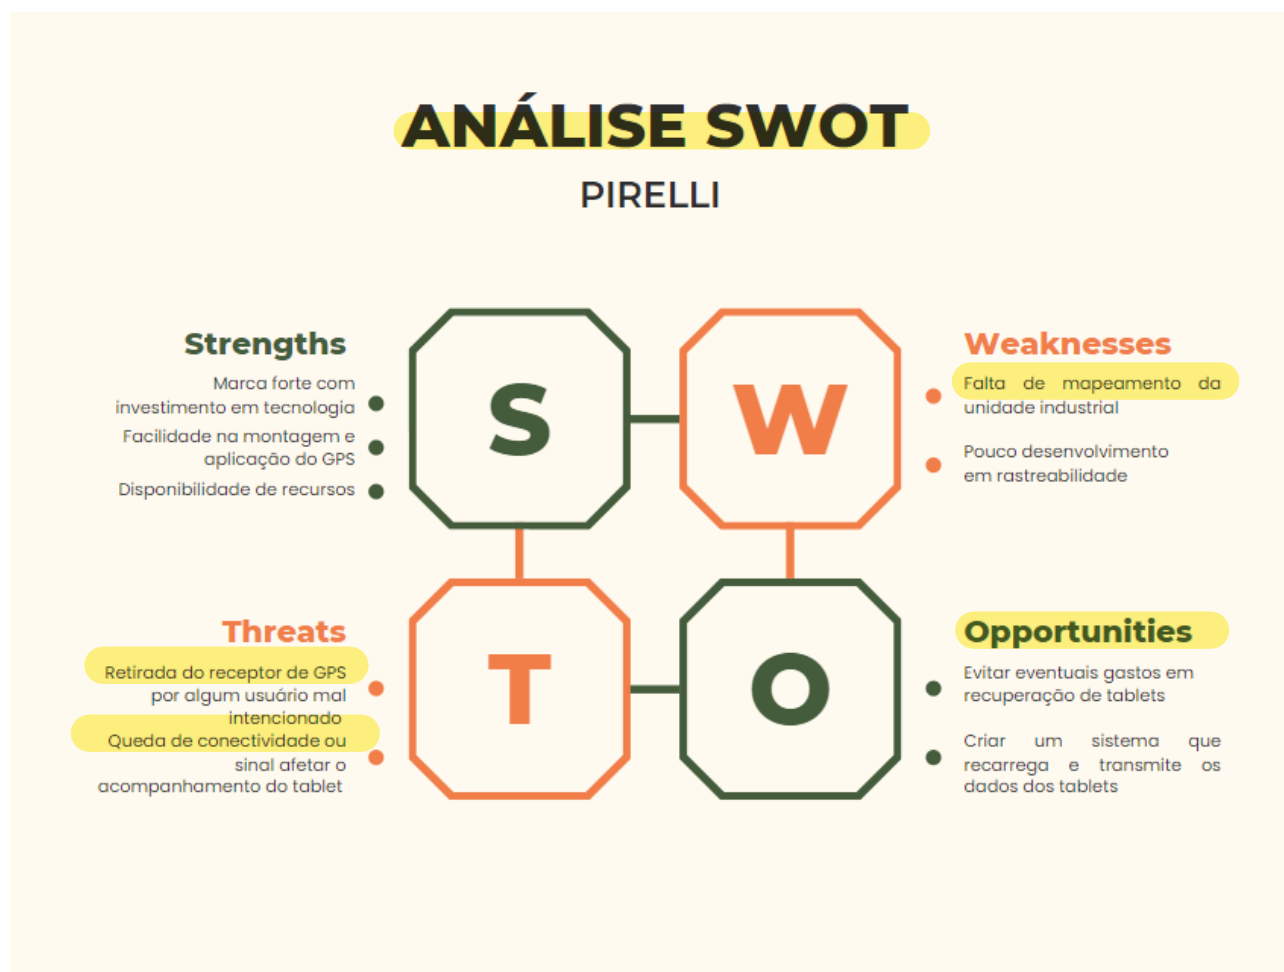 ANÁLISE SWOT
PIRELLI
Strengths
Marca forte com
investimento em tecnologia
Facilidade na montagem e
aplicação do GPS
Disponibilidade de recursos
S
W
Weaknesses
Falta de mapeamento da
unidade industrial
Pouco desenvolvimento
em rastreabilidade
Threats
Retirada do receptor de GPS
por algum usuário mal
intencionado
Queda de conectividade ou
sinal afetar o
acompanhamento do tablet
T
O
Opportunities
Evitar eventuais gastos em
recuperação de tablets
Criar um sistema que
recarrega e transmite os
dados dos tablets